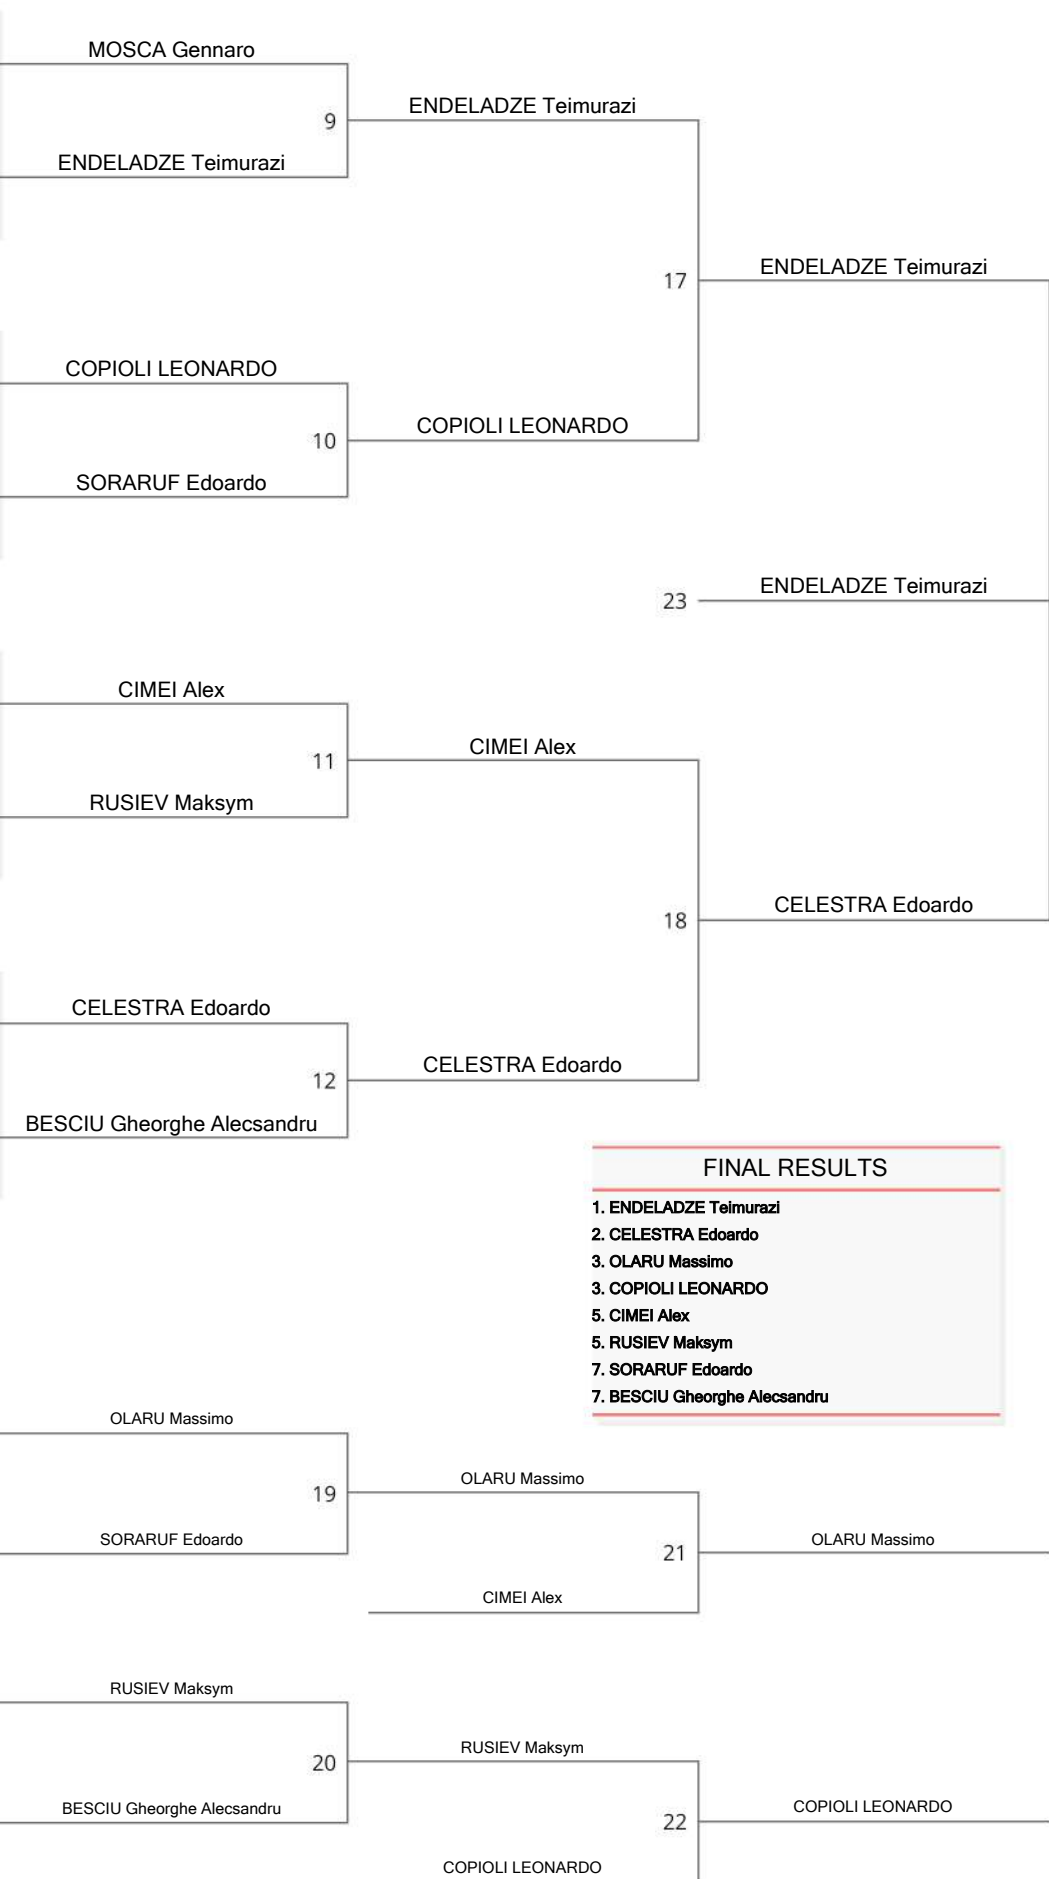 MOSCA Gennaro
9
ENDELADZE Teimurazi
ENDELADZE Teimurazi
17
ENDELADZE Teimurazi
COPIOLI LEONARDO
10
COPIOLI LEONARDO
SORARUF Edoardo
23
ENDELADZE Teimurazi
CIMEI Alex
11
CIMEI Alex
RUSIEV Maksym
18
CELESTRA Edoardo
CELESTRA Edoardo
12
CELESTRA Edoardo
BESCIU Gheorghe Alecsandru
FINAL RESULTS
1. ENDELADZE Teimurazi
2. CELESTRA Edoardo
3. OLARU Massimo
3. COPIOLI LEONARDO
5. CIMEI Alex
5. RUSIEV Maksym
7. SORARUF Edoardo
7. BESCIU Gheorghe Alecsandru
OLARU Massimo
19
OLARU Massimo
SORARUF Edoardo
21
OLARU Massimo
CIMEI Alex
RUSIEV Maksym
20
RUSIEV Maksym
BESCIU Gheorghe Alecsandru
22
COPIOLI LEONARDO
COPIOLI LEONARDO